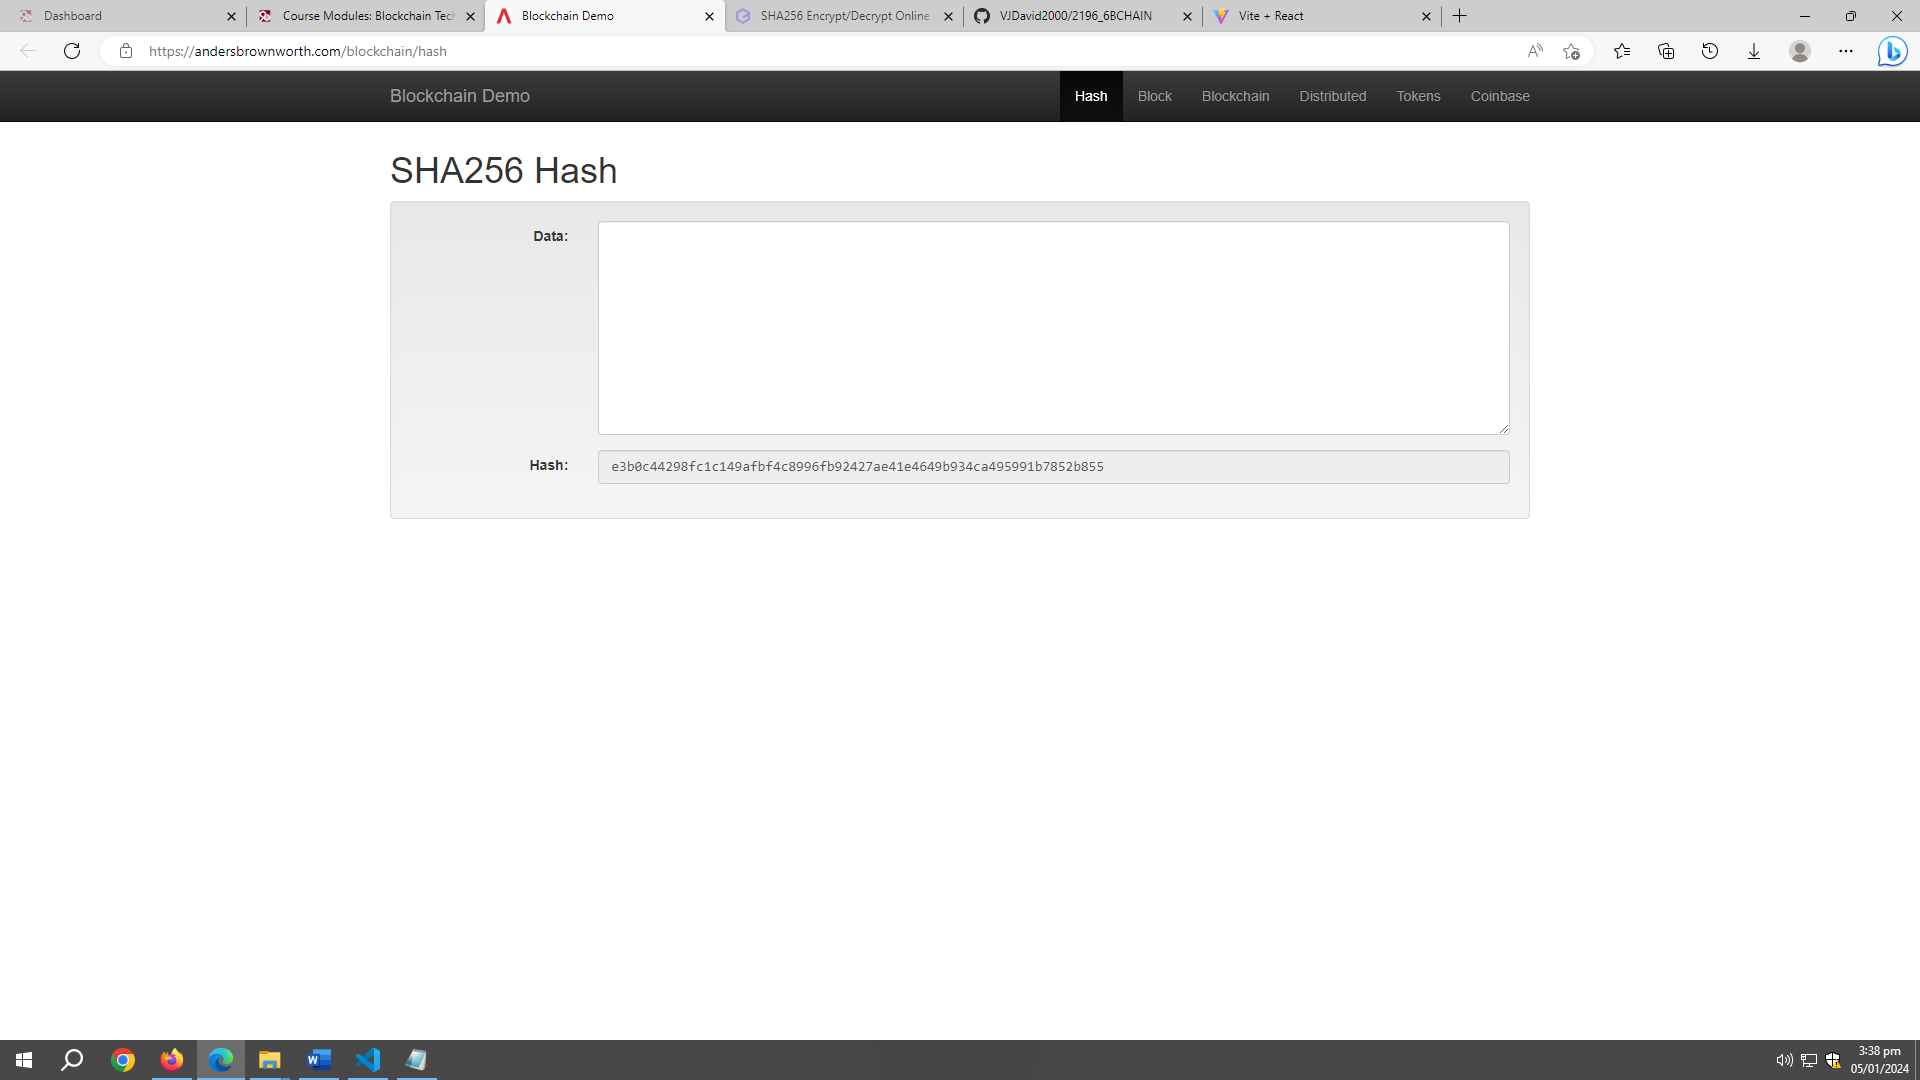 Dashboard
Course Modules: Blockchain Tech
Blockchain Demo
SHA256 Encrypt/Decrypt Online
VJDavid2000/2196_6BCHAIN
Vite + React
https://andersbrownworth.com/blockchain/hash
Blockchain Demo
Hash
Block
Blockchain
Distributed
Tokens
Coinbase
SHA256 Hash
Data:
Hash:
e3b0c44298fc1c149afbf4c8996fb92427ae41e4649b934ca495991b7852b855
3:38 pm
05/01/2024